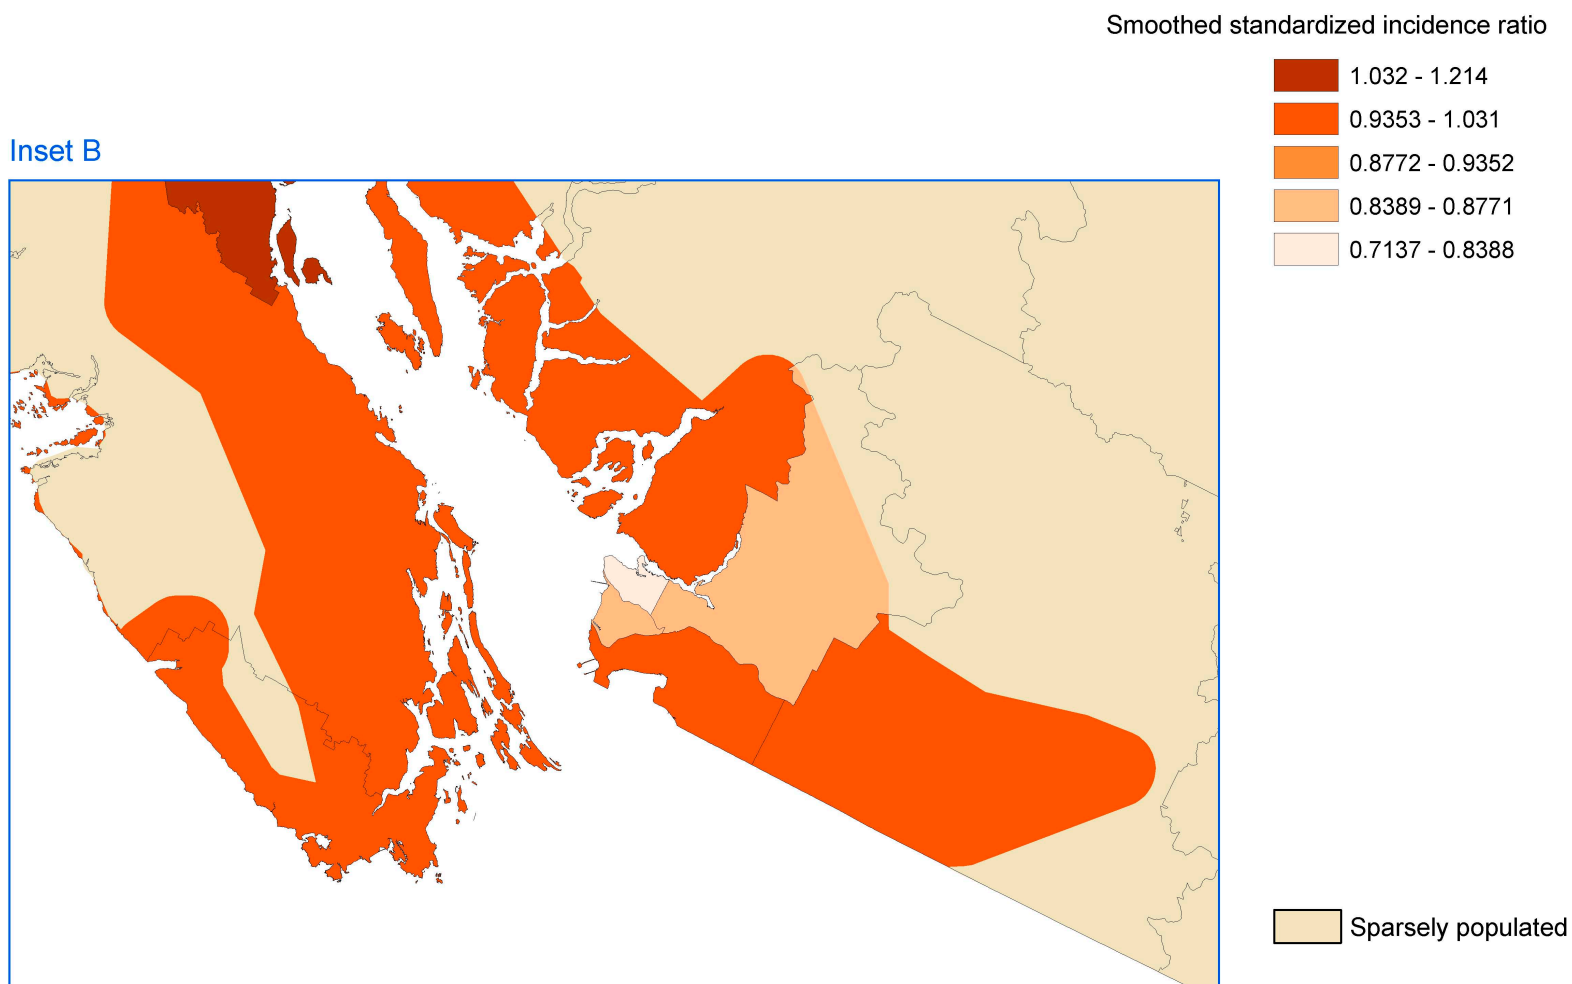 Smoothed standardized incidence ratio
1.032 - 1.214
0.9353 - 1.031
0.8772 - 0.9352
0.8389 - 0.8771
0.7137 - 0.8388
Inset B
Sparsely populated